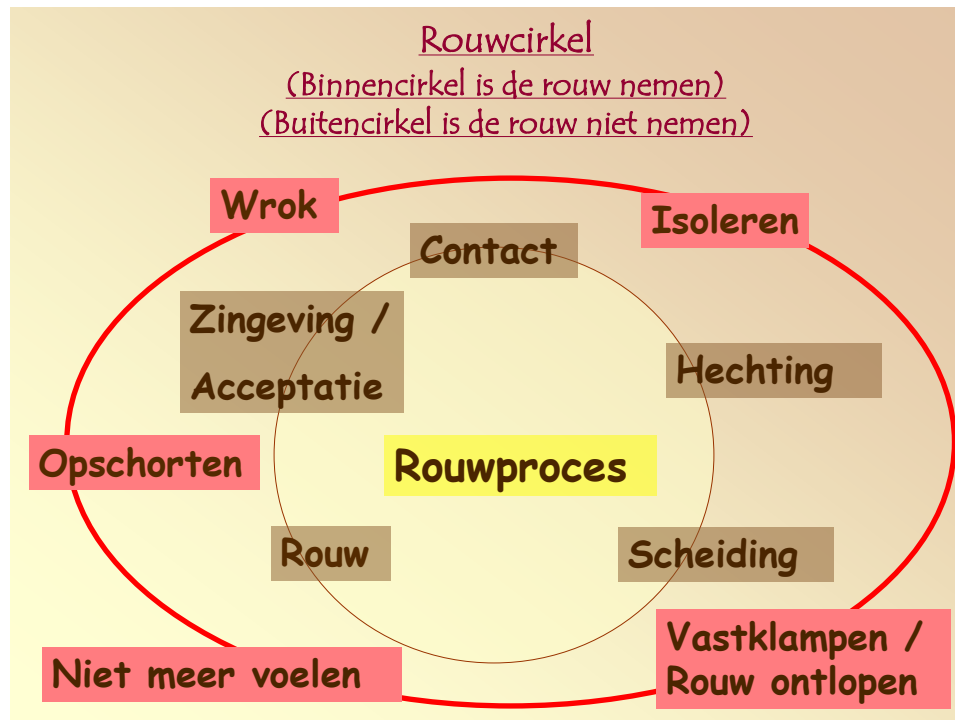 Rouwcirkel
(Binnencirkel is de rouw nemen)
(Buitencirkel is de rouw niet nemen)
Wrok
Isoleren
Contact
Zingeving /
Acceptatie
Hechting
Opschorten
Rouwproces
Rouw
Scheiding
Vastklampen /
Rouw ontlopen
Niet meer voelen